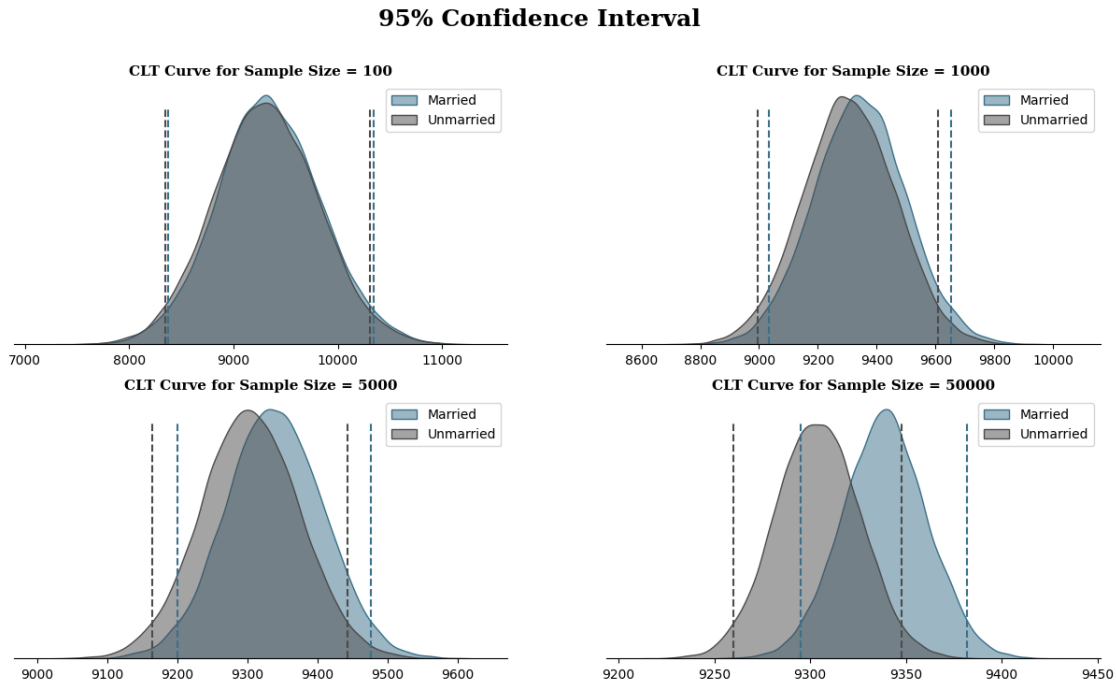 95% Confidence Interval
CLT Curve for Sample Size = 100
Married
Unmarried
7000 8000 9000 10000 11000
CLT Curve for Sample Size = 1000
Married
Unmarried
8600 8800 9000 9200 9400 9600 9800 10000
CLT Curve for Sample Size = 5000
Married
Unmarried
9000 9100 9200 9300 9400 9500 9600
CLT Curve for Sample Size = 50000
Married
Unmarried
9200 9250 9300 9350 9400 9450